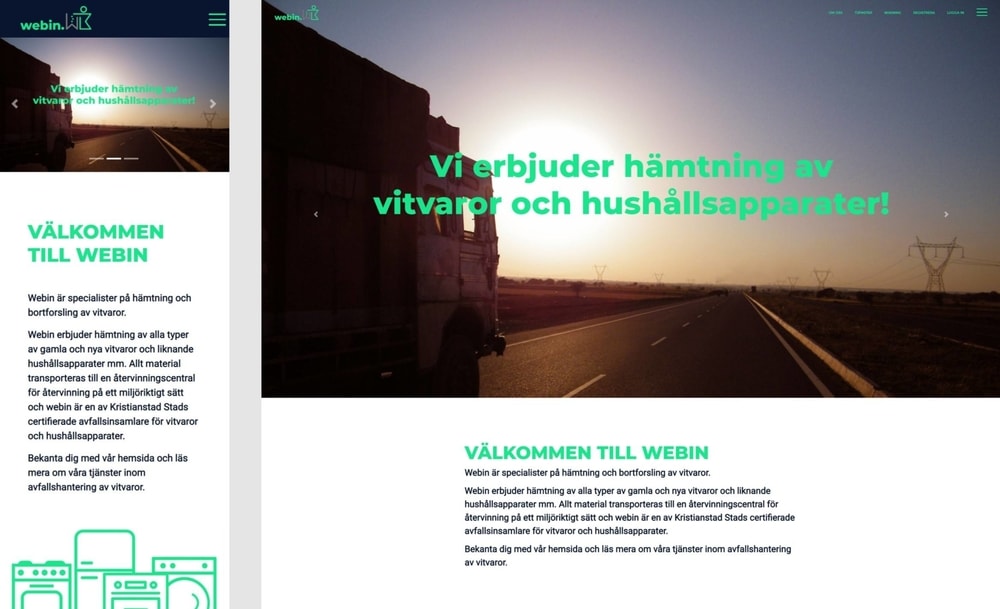 webin.
Vi erbjuder hämtning av
vitvaror och hushållsapparater!
VÄLKOMMEN
TILL WEBIN
Webin är specialister på hämtning och
bortforsling av vitvaror.
Webin erbjuder hämtning av alla typer
av gamla och nya vitvaror och liknande
hushållsapparater mm. Allt material
transporteras till en återvinningscentral
för återvinning på ett miljöriktigt sätt
och webin är en av Kristianstad Stads
certifierade avfallsinsamlare för vitvaror
och hushållsapparater.
Bekanta dig med vår hemsida och läs
mera om våra tjänster inom
avfallshantering av vitvaror.
webin.
OM OSS TJÄNSTER WEBBINN REGISTRERA LOGGA IN
Vi erbjuder hämtning av
vitvaror och hushållsapparater!
VÄLKOMMEN TILL WEBIN
Webin är specialister på hämtning och bortforsling av vitvaror.
Webin erbjuder hämtning av alla typer av gamla och nya vitvaror och liknande
hushållsapparater mm. Allt material transporteras till en återvinningscentral för
återvinning på ett miljöriktigt sätt och webin är en av Kristianstad Stads certifierade
avfallsinsamlare för vitvaror och hushållsapparater.
Bekanta dig med vår hemsida och läs mera om våra tjänster inom avfallshantering
av vitvaror.